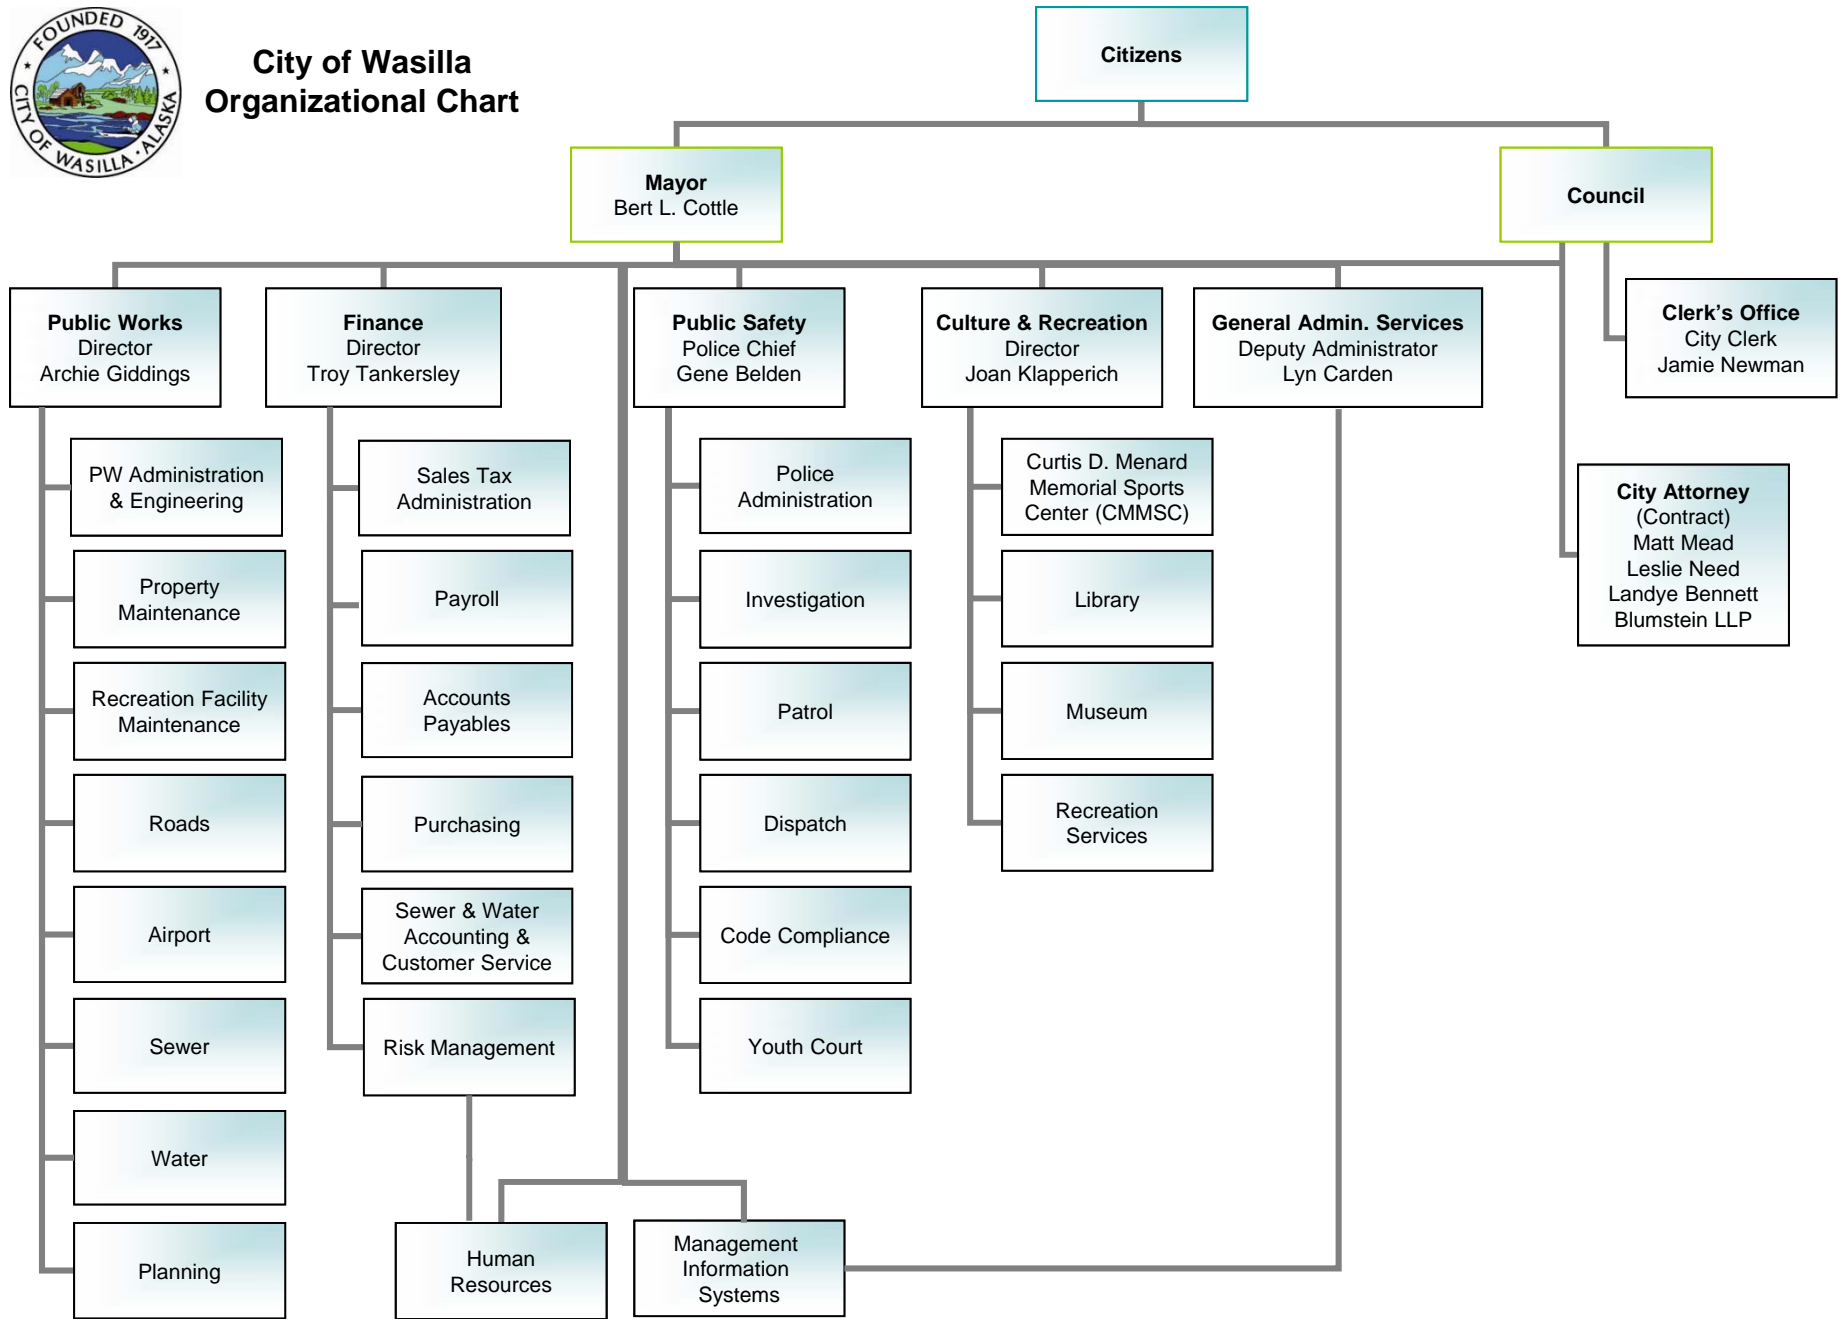 FOUNDED 1917
CITY OF WASILLA · ALASKA
City of Wasilla
Organizational Chart
Citizens
Mayor
Bert L. Cottle
Council
Public Works
Director
Archie Giddings
Finance
Director
Troy Tankersley
Public Safety
Police Chief
Gene Belden
Culture & Recreation
Director
Joan Klapperich
General Admin. Services
Deputy Administrator
Lyn Carden
Clerk’s Office
City Clerk
Jamie Newman
City Attorney
(Contract)
Matt Mead
Leslie Need
Landye Bennett
Blumstein LLP
PW Administration
& Engineering
Property
Maintenance
Recreation Facility
Maintenance
Roads
Airport
Sewer
Water
Planning
Sales Tax
Administration
Payroll
Accounts
Payables
Purchasing
Sewer & Water
Accounting &
Customer Service
Risk Management
Human
Resources
Police
Administration
Investigation
Patrol
Dispatch
Code Compliance
Youth Court
Management
Information
Systems
Curtis D. Menard
Memorial Sports
Center (CMMSC)
Library
Museum
Recreation
Services